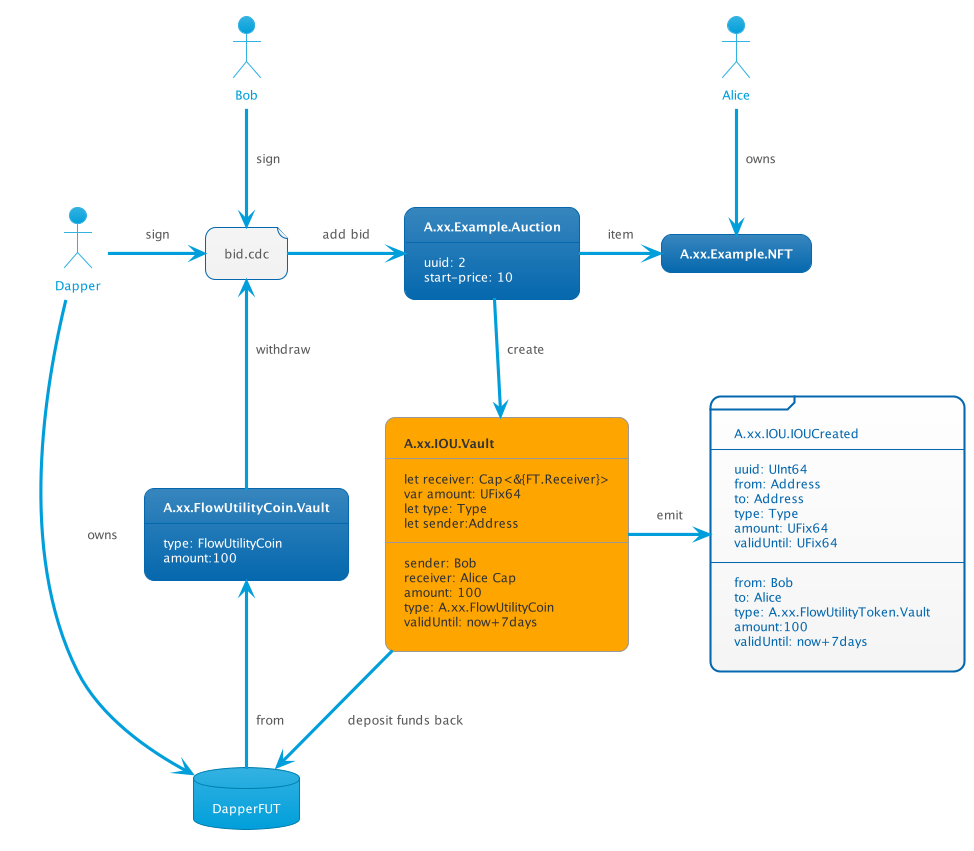 Bob
Alice
sign
owns
Dapper
sign
bid.cdc
add bid
A.xx.Example.Auction
uuid: 2
start-price: 10
item
A.xx.Example.NFT
withdraw
create
A.xx.FlowUtilityCoin.Vault
type: FlowUtilityCoin
amount:100
owns
A.xx.IOU.Vault
let receiver: Cap<&{FT.Receiver}>
var amount: UFix64
let type: Type
let sender:Address
sender: Bob
receiver: Alice Cap
amount: 100
type: A.xx.FlowUtilityCoin
validUntil: now+7days
emit
A.xx.IOU.IOUCreated
uuid: UInt64
from: Address
to: Address
type: Type
amount: UFix64
validUntil: UFix64
from: Bob
to: Alice
type: A.xx.FlowUtilityToken.Vault
amount:100
validUntil: now+7days
from
deposit funds back
DapperFUT